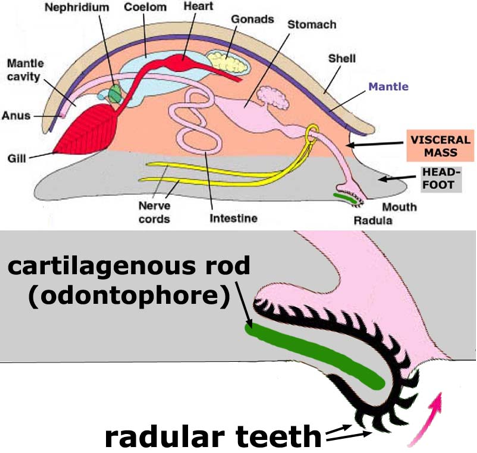 Nephridium
Coelom
Heart
Gonads
Stomach
Mantle
cavity
Shell
Mantle
Anus
VISCERAL
MASS
HEAD-
FOOT
Gill
Nerve
cords
Intestine
Mouth
Radula
cartilagenous rod
(odontophore)
radular teeth